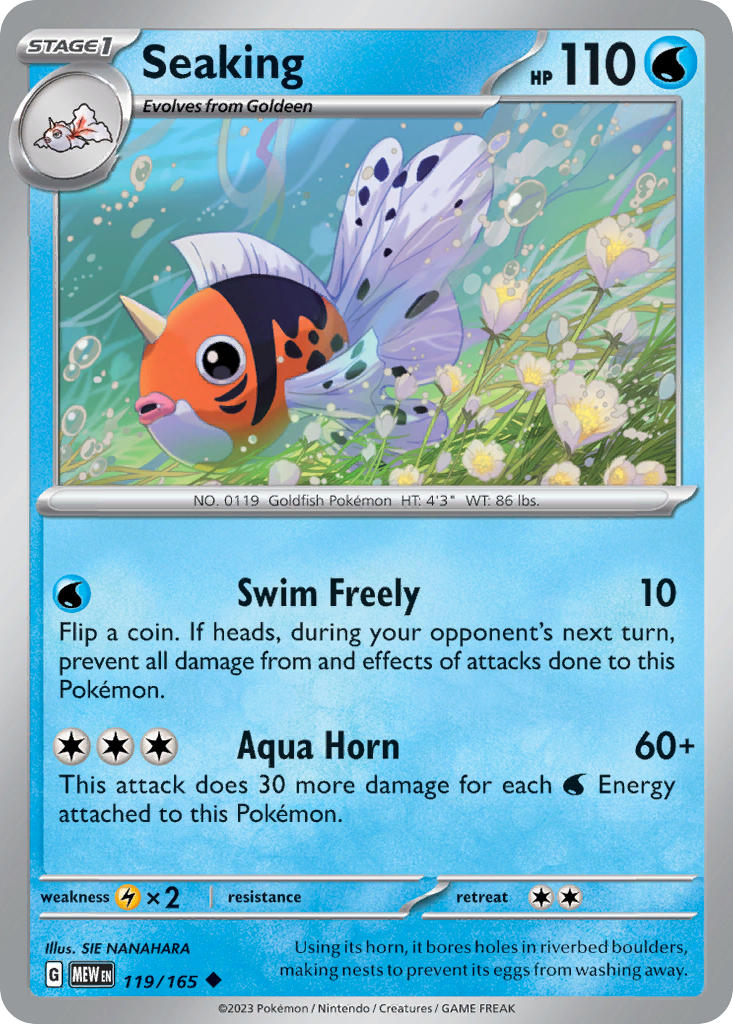 STAGE1
Seaking
HP 110
Evolves from Goldeen
NO. 0119 Goldfish Pokémon HT: 4'3" WT: 86 lbs.
Swim Freely 10
Flip a coin. If heads, during your opponent's next turn,
prevent all damage from and effects of attacks done to this
Pokémon.
Aqua Horn 60+
This attack does 30 more damage for each Energy
attached to this Pokémon.
weakness ×2 resistance retreat
Illus. SIE NANAHARA
Using its horn, it bores holes in riverbed boulders,
making nests to prevent its eggs from washing away.
G MEW EN 119/165
©2023 Pokémon / Nintendo / Creatures / GAME FREAK